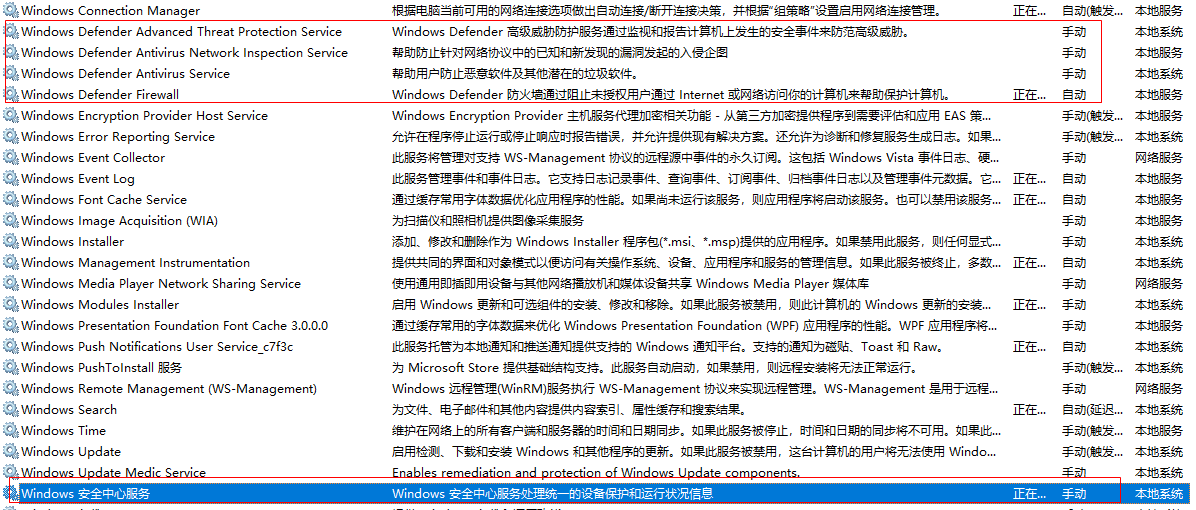 Windows Connection Manager 根据电脑当前可用的网络连接选项做出自动连接/断开连接决策，并根据“组策略”设置启用网络连接管理。 正在... 自动(触发... 本地服务
Windows Defender Advanced Threat Protection Service Windows Defender 高级威胁防护服务通过监视和报告计算机上发生的安全事件来防范高级威胁。 手动 本地系统
Windows Defender Antivirus Network Inspection Service 帮助防止针对网络协议中的已知和新发现的漏洞发起的入侵企图 手动 本地服务
Windows Defender Antivirus Service 帮助用户防止恶意软件及其他潜在的垃圾软件。 手动 本地系统
Windows Defender Firewall Windows Defender 防火墙通过阻止未授权用户通过 Internet 或网络访问你的计算机来帮助保护计算机。 正在... 自动 本地服务
Windows Encryption Provider Host Service Windows Encryption Provider 主机服务代理加密相关功能 - 从第三方加密提供程序到需要评估和应用 EAS 策... 手动(触发... 本地服务
Windows Error Reporting Service 允许在程序停止运行或停止响应时报告错误，并允许提供现有解决方案。还允许为诊断和修复服务生成日志。如果... 手动(触发... 本地系统
Windows Event Collector 此服务将管理对支持 WS-Management 协议的远程源中事件的永久订阅。这包括 Windows Vista 事件日志、硬... 手动 网络服务
Windows Event Log 此服务管理事件和事件日志。它支持日志记录事件、查询事件、订阅事件、归档事件日志以及管理事件元数据。它... 正在... 自动 本地服务
Windows Font Cache Service 通过缓存常用字体数据优化应用程序的性能。如果尚未运行该服务，则应用程序将启动该服务。也可以禁用该服务... 正在... 自动 本地服务
Windows Image Acquisition (WIA) 为扫描仪和照相机提供图像采集服务 手动 本地服务
Windows Installer 添加、修改和删除作为 Windows Installer 程序包(*.msi、*.msp)提供的应用程序。如果禁用此服务，则任何显式... 手动 本地系统
Windows Management Instrumentation 提供共同的界面和对象模式以便访问有关操作系统、设备、应用程序和服务的管理信息。如果此服务被终止，多数... 正在... 自动 本地系统
Windows Media Player Network Sharing Service 使用通用即插即用设备与其他网络播放机和媒体设备共享 Windows Media Player 媒体库 手动 网络服务
Windows Modules Installer 启用 Windows 更新和可选组件的安装、修改和移除。如果此服务被禁用，则此计算机的 Windows 更新的安装... 正在... 手动 本地系统
Windows Presentation Foundation Font Cache 3.0.0.0 通过缓存常用的字体数据来优化 Windows Presentation Foundation (WPF) 应用程序的性能。WPF 应用程序将... 手动 本地服务
Windows Push Notifications User Service_c7f3c 此服务托管为本地通知和推送通知提供支持的 Windows 通知平台。支持的通知为磁贴、Toast 和 Raw。 正在... 自动 本地系统
Windows PushToInstall 服务 为 Microsoft Store 提供基础结构支持。此服务自动启动，如果禁用，则远程安装将无法正常运行。 手动(触发... 本地系统
Windows Remote Management (WS-Management) Windows 远程管理(WinRM)服务执行 WS-Management 协议来实现远程管理。WS-Management 是用于远程... 手动 网络服务
Windows Search 为文件、电子邮件和其他内容提供内容索引、属性缓存和搜索结果。 正在... 自动(延迟... 本地系统
Windows Time 维护在网络上的所有客户端和服务器的时间和日期同步。如果此服务被停止，时间和日期的同步将不可用。如果此... 手动(触发... 本地服务
Windows Update 启用检测、下载和安装 Windows 和其他程序的更新。如果此服务被禁用，这台计算机的用户将无法使用 Windo... 手动(触发... 本地系统
Windows Update Medic Service Enables remediation and protection of Windows Update components. 手动 本地系统
Windows 安全中心服务 Windows 安全中心服务处理统一的设备保护和运行状况信息 正在... 手动 本地系统